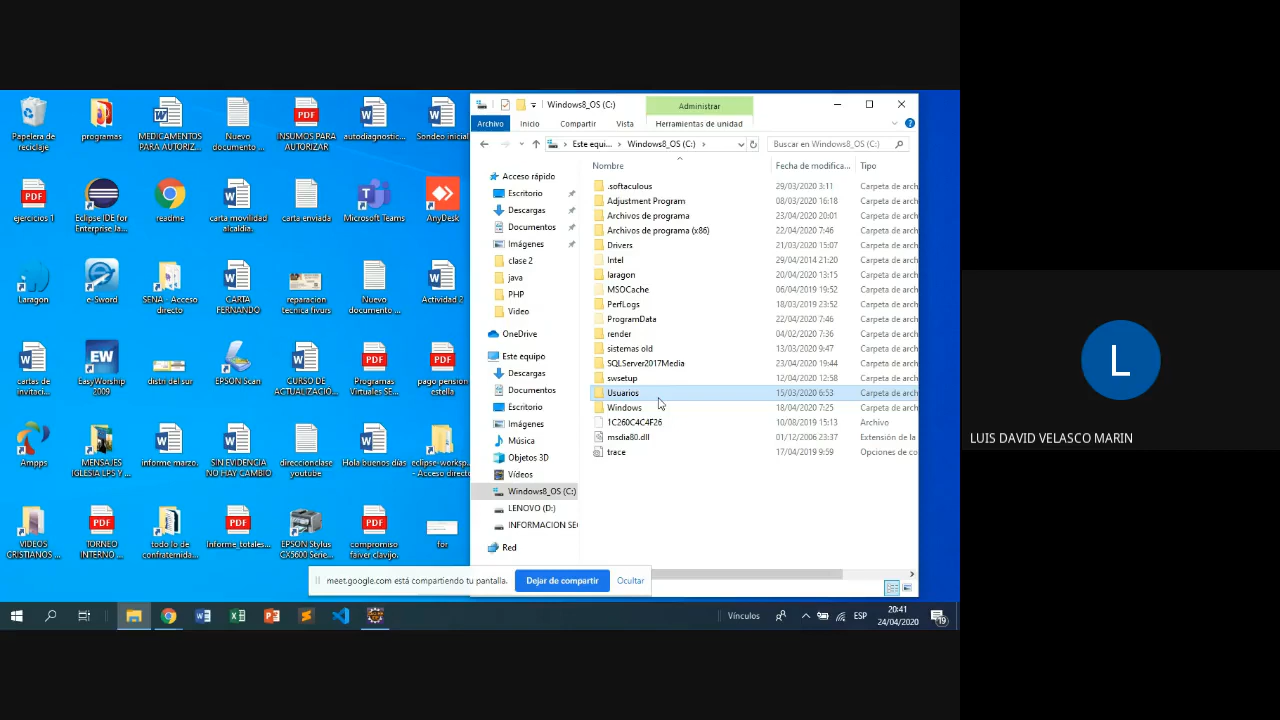 Papelera de
reciclaje
programas
MEDICAMENTOS
PARA AUTORIZ...
Nuevo
documento ...
INSUMOS PARA
AUTORIZAR
autodiagnostic...
Sondeo inicial
ejercicios 1
Eclipse IDE for
Enterprise Ja...
readme
carta movilidad
alcaldia.
carta enviada
Microsoft Teams
AnyDesk
Laragon
e-Sword
SENA - Acceso
directo
CARTA
FERNANDO
reparacion
tecnica fivurs
Nuevo
documento ...
Actividad 2
cartas de
invitaci...
EW
EasyWorship
2009
distri del sur
EPSON Scan
CURSO DE
ACTUALIZACIO...
Programas
Virtuales
pago pension
estella
Ampps
MENSAJES
IGLESIA LPS Y ...
informe.marzo.
SIN EVIDENCIA
NO HAY CAMBIO
direccionclase
youtube
Hola buenos dias
eclipse-worksp...
- Acceso directo
VIDEOS
CRISTIANOS ...
TORNEO
INTERNO ...
todo lo de
confratemida...
Informe_totales...
EPSON Stylus
CX5600 Serie...
compromiso
faiver clavijo.
for
Windows8_OS (C:)
Administrar
Archivo
Inicio
Compartir
Vista
Herramientas de unidad
Este equi... > Windows8_OS (C:) >
Buscar en Windows8_OS (C:)
Acceso rápido
Escritorio
Descargas
Documentos
Imágenes
clase 2
java
PHP
Video
OneDrive
Este equipo
Descargas
Documentos
Escritorio
Imágenes
Música
Objetos 3D
Vídeos
Windows8_OS (C:)
LENOVO (D:)
INFORMACION SE(
Red
Nombre Fecha de modifica... Tipo
.softaculous 29/03/2020 3:11 Carpeta de arch
Adjustment Program 08/03/2020 16:18 Carpeta de arch
Archivos de programa 23/04/2020 20:01 Carpeta de arch
Archivos de programa (x86) 22/04/2020 7:46 Carpeta de arch
Drivers 21/03/2020 15:07 Carpeta de arch
Intel 29/04/2014 21:20 Carpeta de arch
laragon 20/04/2020 13:15 Carpeta de arch
MSOCache 06/04/2019 19:52 Carpeta de arch
PerfLogs 18/03/2019 23:52 Carpeta de arch
ProgramData 22/04/2020 7:46 Carpeta de arch
render 04/02/2020 7:36 Carpeta de arch
sistemas old 13/03/2020 9:47 Carpeta de arch
SQLServer2017Media 23/04/2020 19:44 Carpeta de arch
swsetup 12/04/2020 12:58 Carpeta de arch
Usuarios 15/03/2020 6:53 Carpeta de arch
Windows 18/04/2020 7:25 Carpeta de arch
1C260C4C4F26 10/08/2019 15:13 Archivo
msdia80.dll 01/12/2006 23:37 Extensión de la
trace 17/04/2019 9:59 Opciones de co
meet.google.com está compartiendo tu pantalla.
Dejar de compartir
Ocultar
Vínculos
ESP
20:41
24/04/2020
19
L
LUIS DAVID VELASCO MARIN